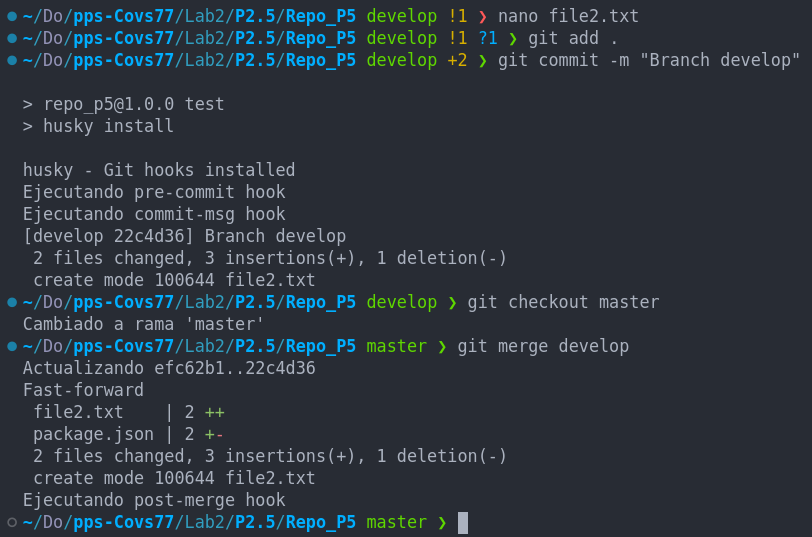 ~/Do/pps-Covs77/Lab2/P2.5/Repo_P5 develop !1 ❯ nano file2.txt
~/Do/pps-Covs77/Lab2/P2.5/Repo_P5 develop !1 ?1 ❯ git add .
~/Do/pps-Covs77/Lab2/P2.5/Repo_P5 develop +2 ❯ git commit -m "Branch develop"
> repo_p5@1.0.0 test
> husky install
husky - Git hooks installed
Ejecutando pre-commit hook
Ejecutando commit-msg hook
[develop 22c4d36] Branch develop
 2 files changed, 3 insertions(+), 1 deletion(-)
 create mode 100644 file2.txt
~/Do/pps-Covs77/Lab2/P2.5/Repo_P5 develop ❯ git checkout master
Cambiado a rama 'master'
~/Do/pps-Covs77/Lab2/P2.5/Repo_P5 master ❯ git merge develop
Actualizando efc62b1..22c4d36
Fast-forward
 file2.txt    | 2 ++
 package.json | 2 +-
 2 files changed, 3 insertions(+), 1 deletion(-)
 create mode 100644 file2.txt
Ejecutando post-merge hook
~/Do/pps-Covs77/Lab2/P2.5/Repo_P5 master ❯